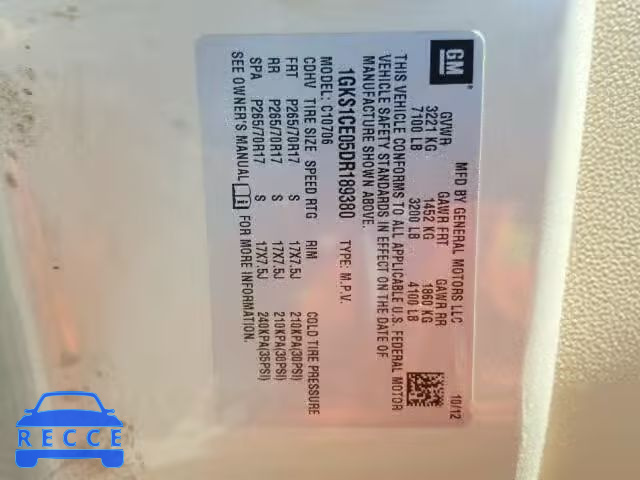 GM
MFD BY GENERAL MOTORS LLC 10/12
GVWR GAWR FRT GAWR RR
3221 KG 1452 KG 1860 KG
7100 LB 3200 LB 4100 LB
THIS VEHICLE CONFORMS TO ALL APPLICABLE U.S. FEDERAL MOTOR
VEHICLE SAFETY STANDARDS IN EFFECT ON THE DATE OF
MANUFACTURE SHOWN ABOVE.
1GKS1CE05DR189380 TYPE: M.P.V.
MODEL: C10706
CDHV TIRE SIZE SPEED RTG RIM COLD TIRE PRESSURE
FRT P265/70R17 S 17X7.5J 210KPA(30PSI)
RR P265/70R17 S 17X7.5J 210KPA(30PSI)
SPA P265/70R17 S 17X7.5J 240KPA(35PSI)
SEE OWNER'S MANUAL FOR MORE INFORMATION.
RECCE